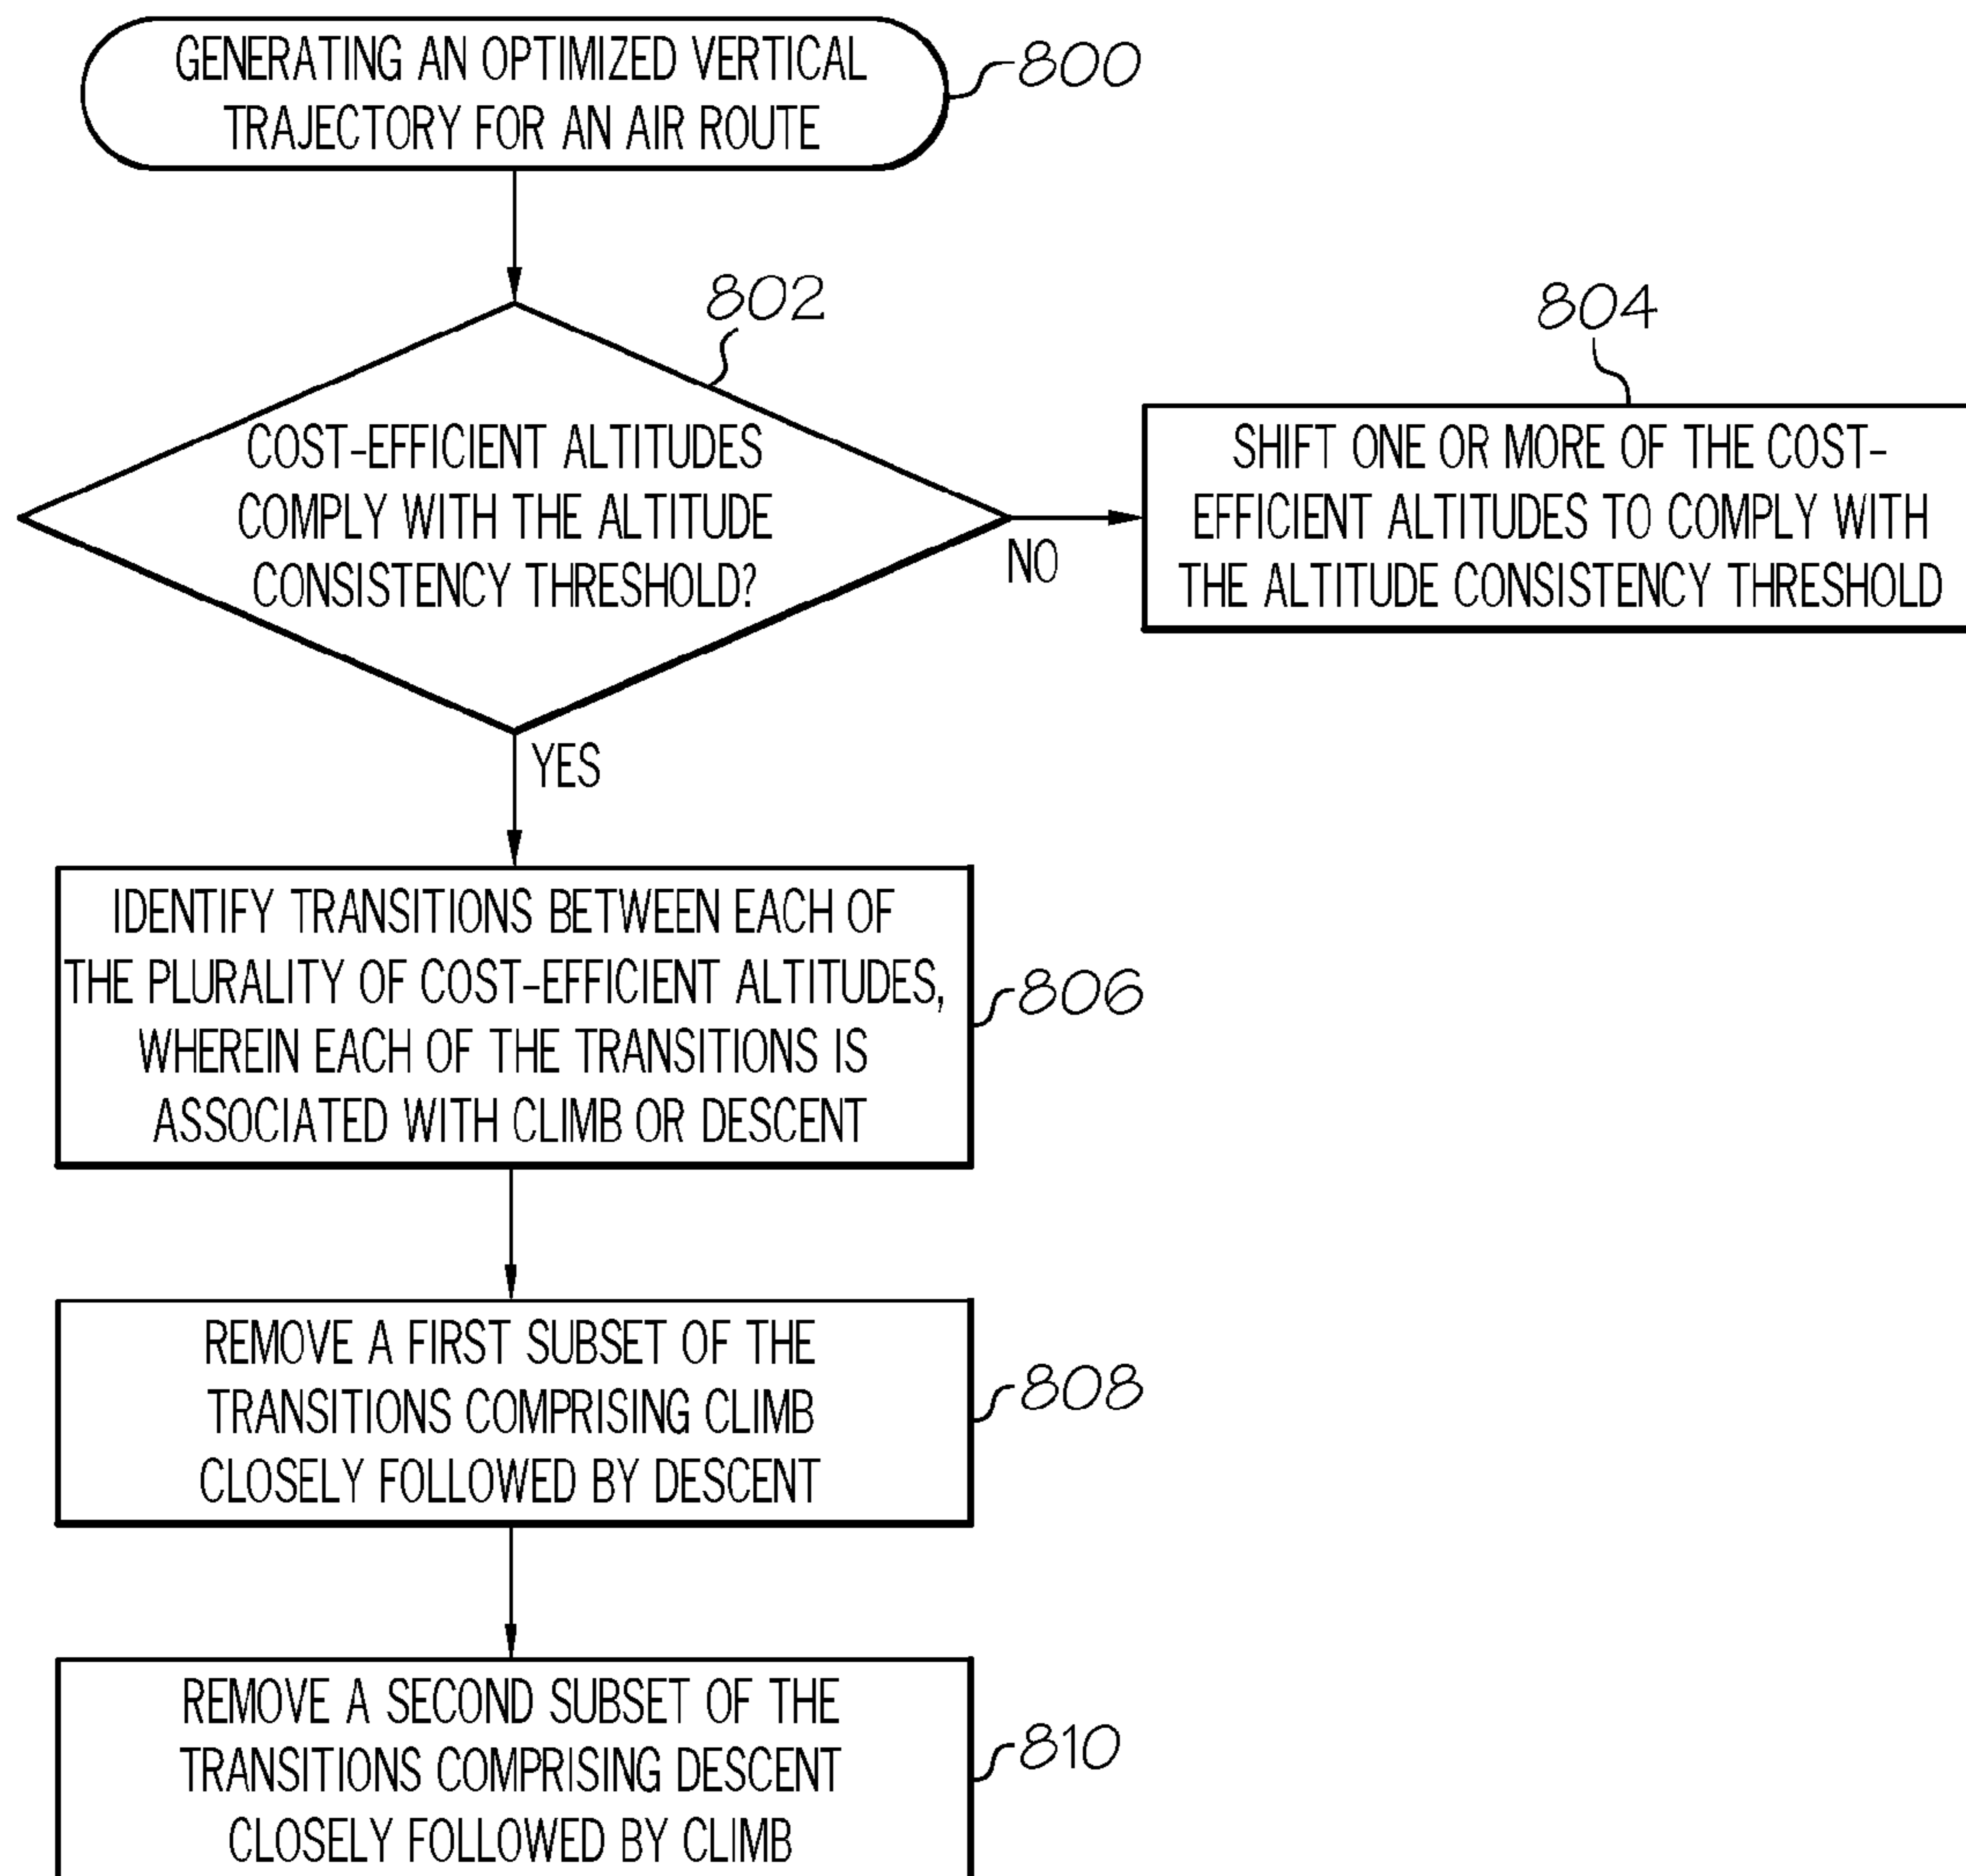 GENERATING AN OPTIMIZED VERTICAL
TRAJECTORY FOR AN AIR ROUTE
800
802
COST-EFFICIENT ALTITUDES
COMPLY WITH THE ALTITUDE
CONSISTENCY THRESHOLD?
NO
804
SHIFT ONE OR MORE OF THE COST-
EFFICIENT ALTITUDES TO COMPLY WITH
THE ALTITUDE CONSISTENCY THRESHOLD
YES
IDENTIFY TRANSITIONS BETWEEN EACH OF
THE PLURALITY OF COST-EFFICIENT ALTITUDES,
WHEREIN EACH OF THE TRANSITIONS IS
ASSOCIATED WITH CLIMB OR DESCENT
806
REMOVE A FIRST SUBSET OF THE
TRANSITIONS COMPRISING CLIMB
CLOSELY FOLLOWED BY DESCENT
808
REMOVE A SECOND SUBSET OF THE
TRANSITIONS COMPRISING DESCENT
CLOSELY FOLLOWED BY CLIMB
810